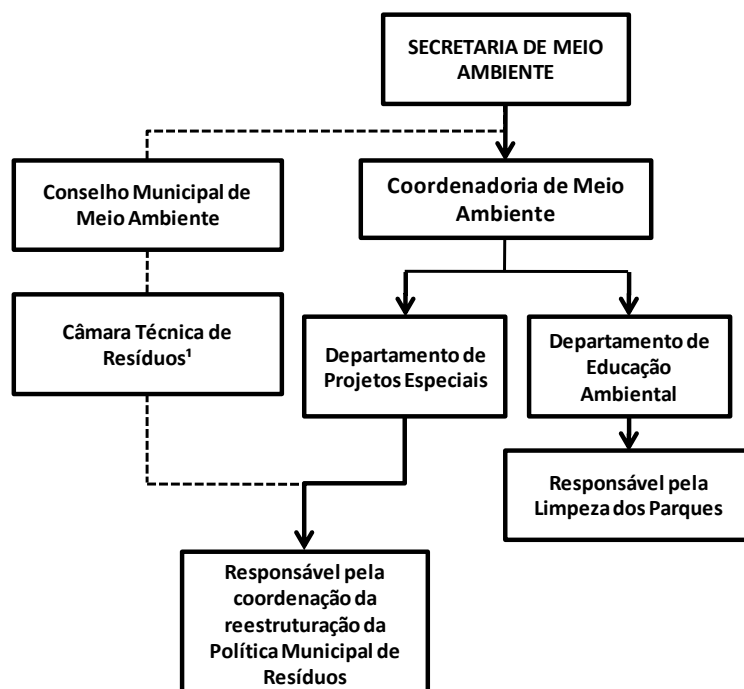 SECRETARIA DE MEIO
AMBIENTE
Conselho Municipal de
Meio Ambiente
Coordenadoria de Meio
Ambiente
Câmara Técnica de
Resíduos¹
Departamento de
Projetos Especiais
Departamento de
Educação
Ambiental
Responsável pela
Limpeza dos Parques
Responsável pela
coordenação da
reestruturação da
Política Municipal de
Resíduos